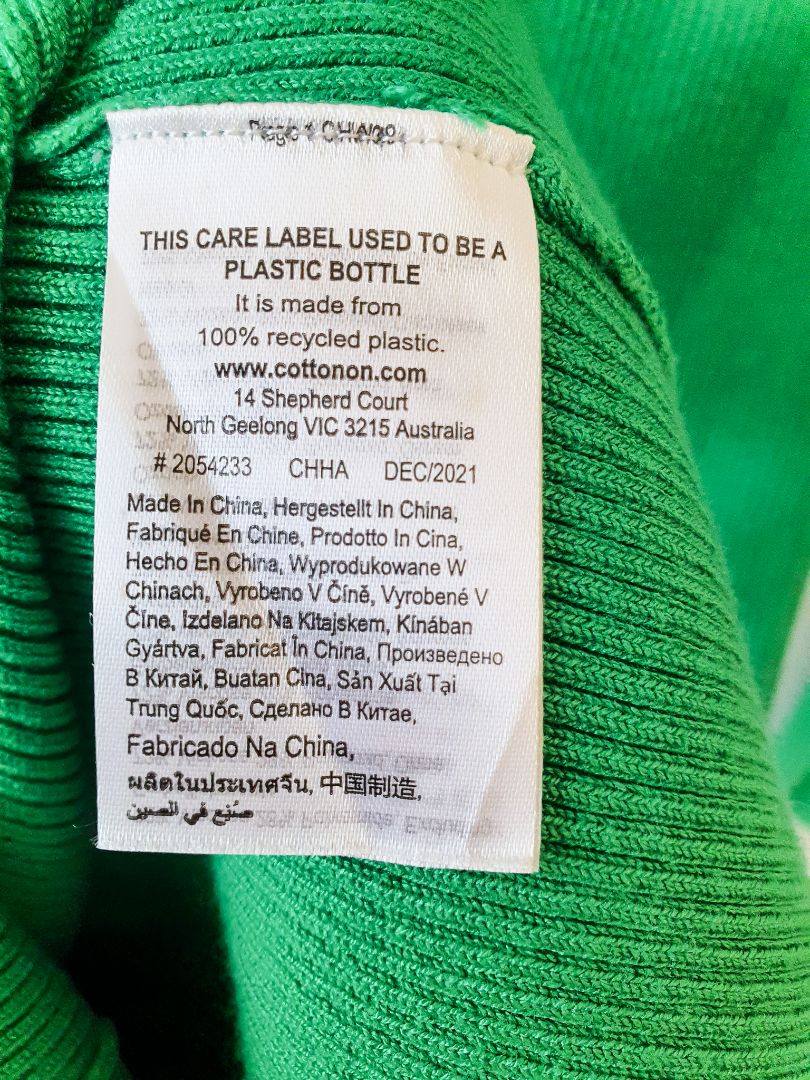 THIS CARE LABEL USED TO BE A
PLASTIC BOTTLE
It is made from
100% recycled plastic.
www.cottonon.com
14 Shepherd Court
North Geelong VIC 3215 Australia
# 2054233 CHHA DEC/2021
Made In China, Hergestellt In China,
Fabriqué En Chine, Prodotto In Cina,
Hecho En China, Wyprodukowane W
Chinach, Vyrobeno V Číně, Vyrobené V
Číne, Izdelano Na Kitajskem, Kínában
Gyártva, Fabricat În China, Произведено
В Китай, Buatan Cina, Sản Xuất Tại
Trung Quốc, Сделано В Китае,
Fabricado Na China,
ผลิตในประเทศจีน, 中国制造,
صُنِع في الصين